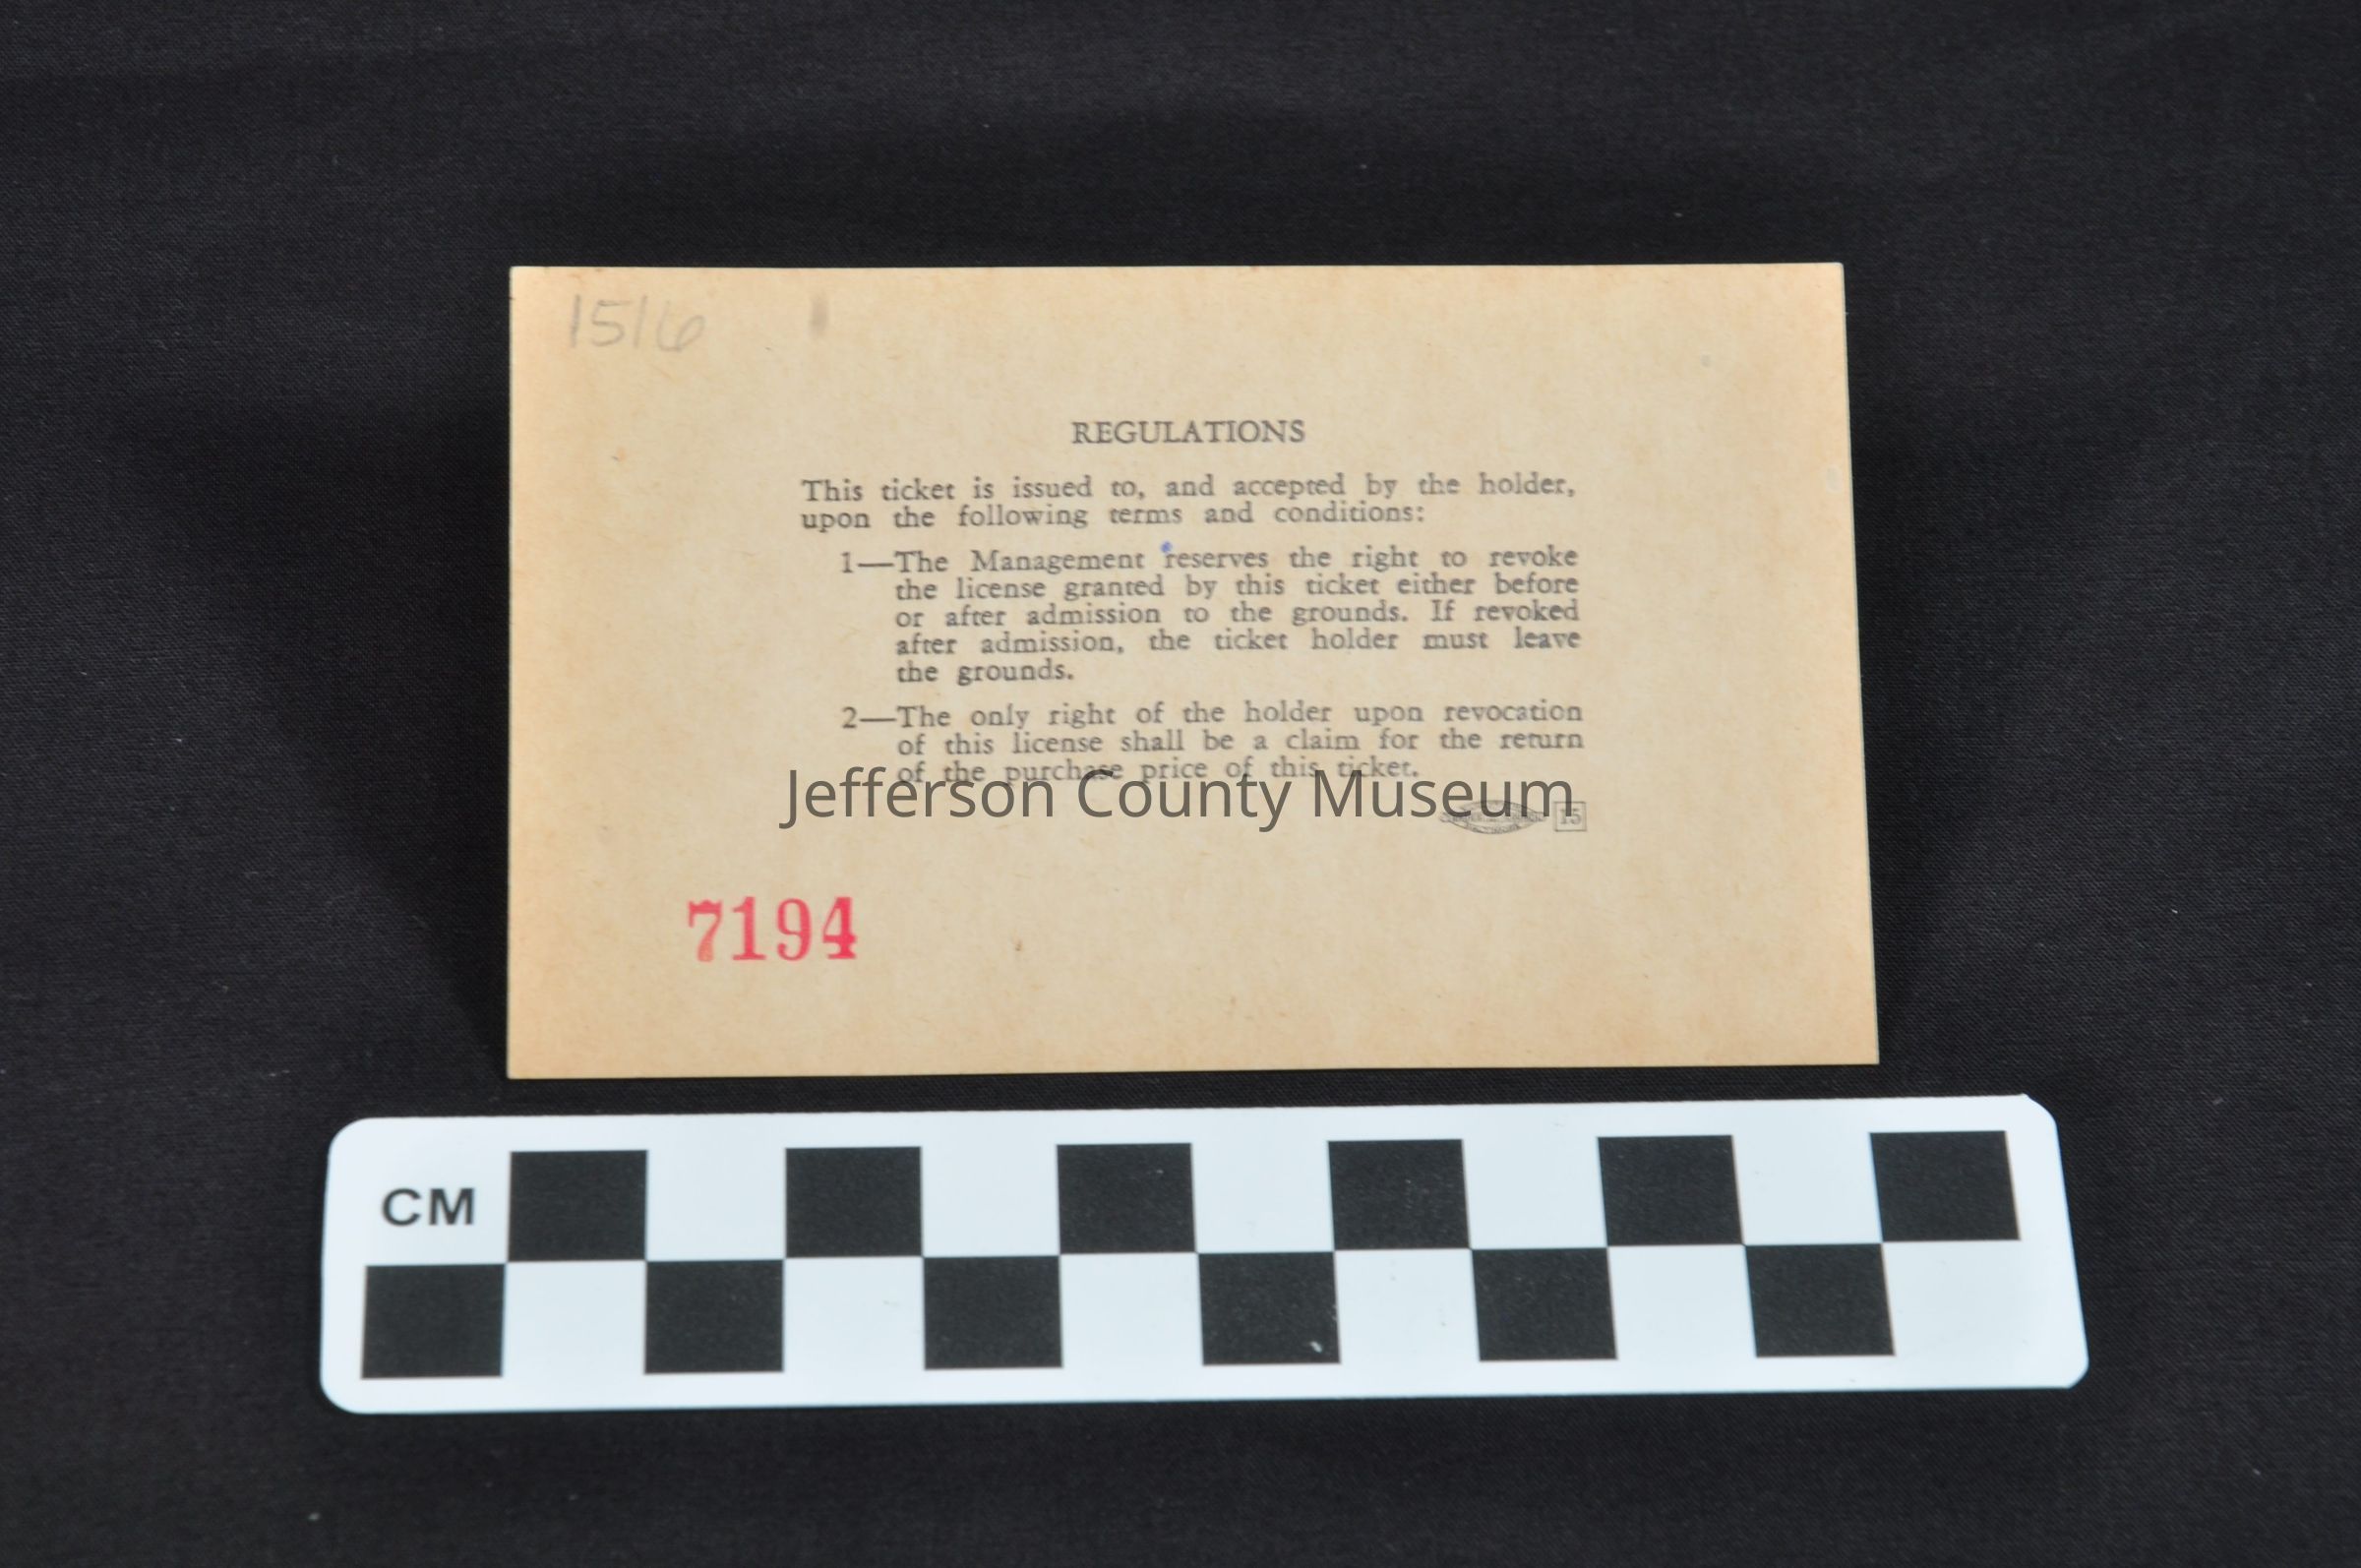 1516
REGULATIONS
This ticket is issued to, and accepted by the holder,
upon the following terms and conditions:
1—The Management reserves the right to revoke
the license granted by this ticket either before
or after admission to the grounds. If revoked
after admission, the ticket holder must leave
the grounds.
2—The only right of the holder upon revocation
of this license shall be a claim for the return
of the purchase price of this ticket.
Jefferson County Museum
15
7194
CM